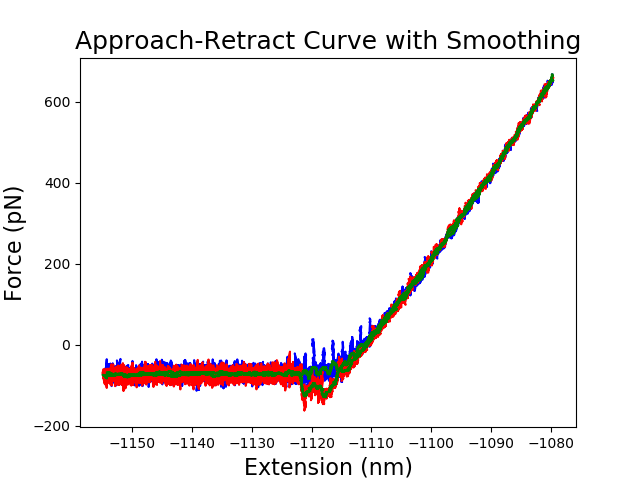 Approach-Retract Curve with Smoothing
Force (pN)
600
400
200
0
−200
−1150 −1140 −1130 −1120 −1110 −1100 −1090 −1080
Extension (nm)